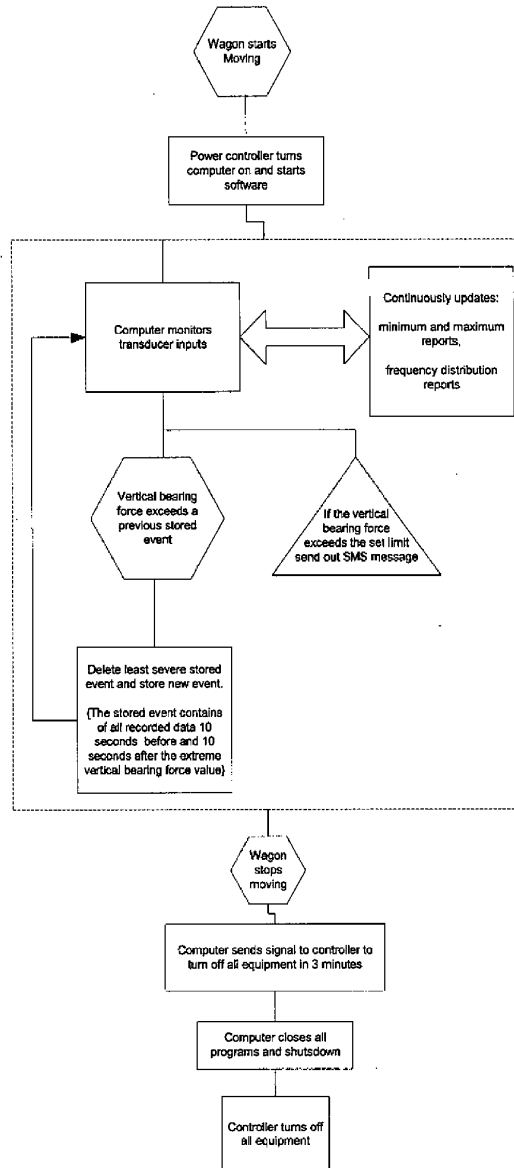 Wagon starts
Moving
Power controller turns
computer on and starts
software
Computer monitors
transducer inputs
Continuously updates:
minimum and maximum
reports,
frequency distribution
reports
Vertical bearing
force exceeds a
previous stored
event
If the vertical
bearing force
exceeds the set limit
send out SMS message
Delete least severe stored
event and store new event.
{The stored event contains
of all recorded data 10
seconds before and 10
seconds after the extreme
vertical bearing force value}
Wagon
stops
moving
Computer sends signal to controller to
turn off all equipment in 3 minutes
Computer closes all
programs and shutdown
Controller turns off
all equipment